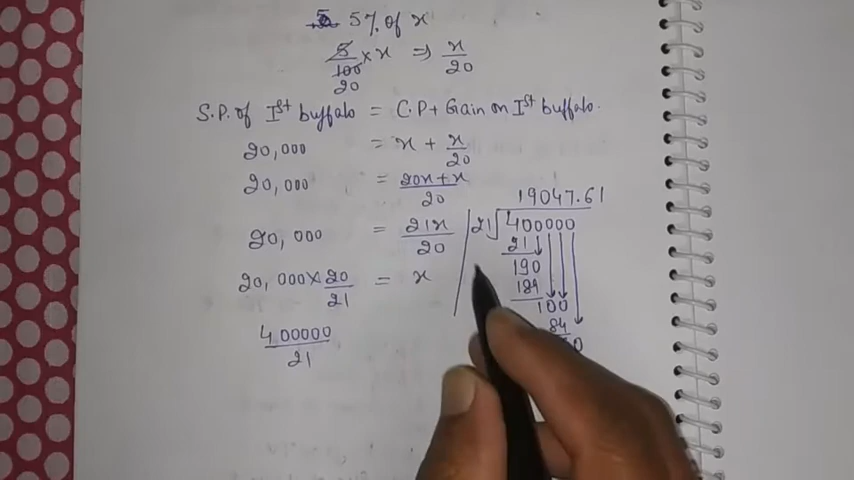 5% of x
5/100 × x ⇒ x/20
20
S.P. of Ist buffalo = C.P + Gain on Ist buffalo.
20,000 = x + x/20
20,000 = 20x + x/20
20,000 = 21x/20
20,000 × 20/21 = x
400000/21
19047.61
21 400000
21
190
189
100
84